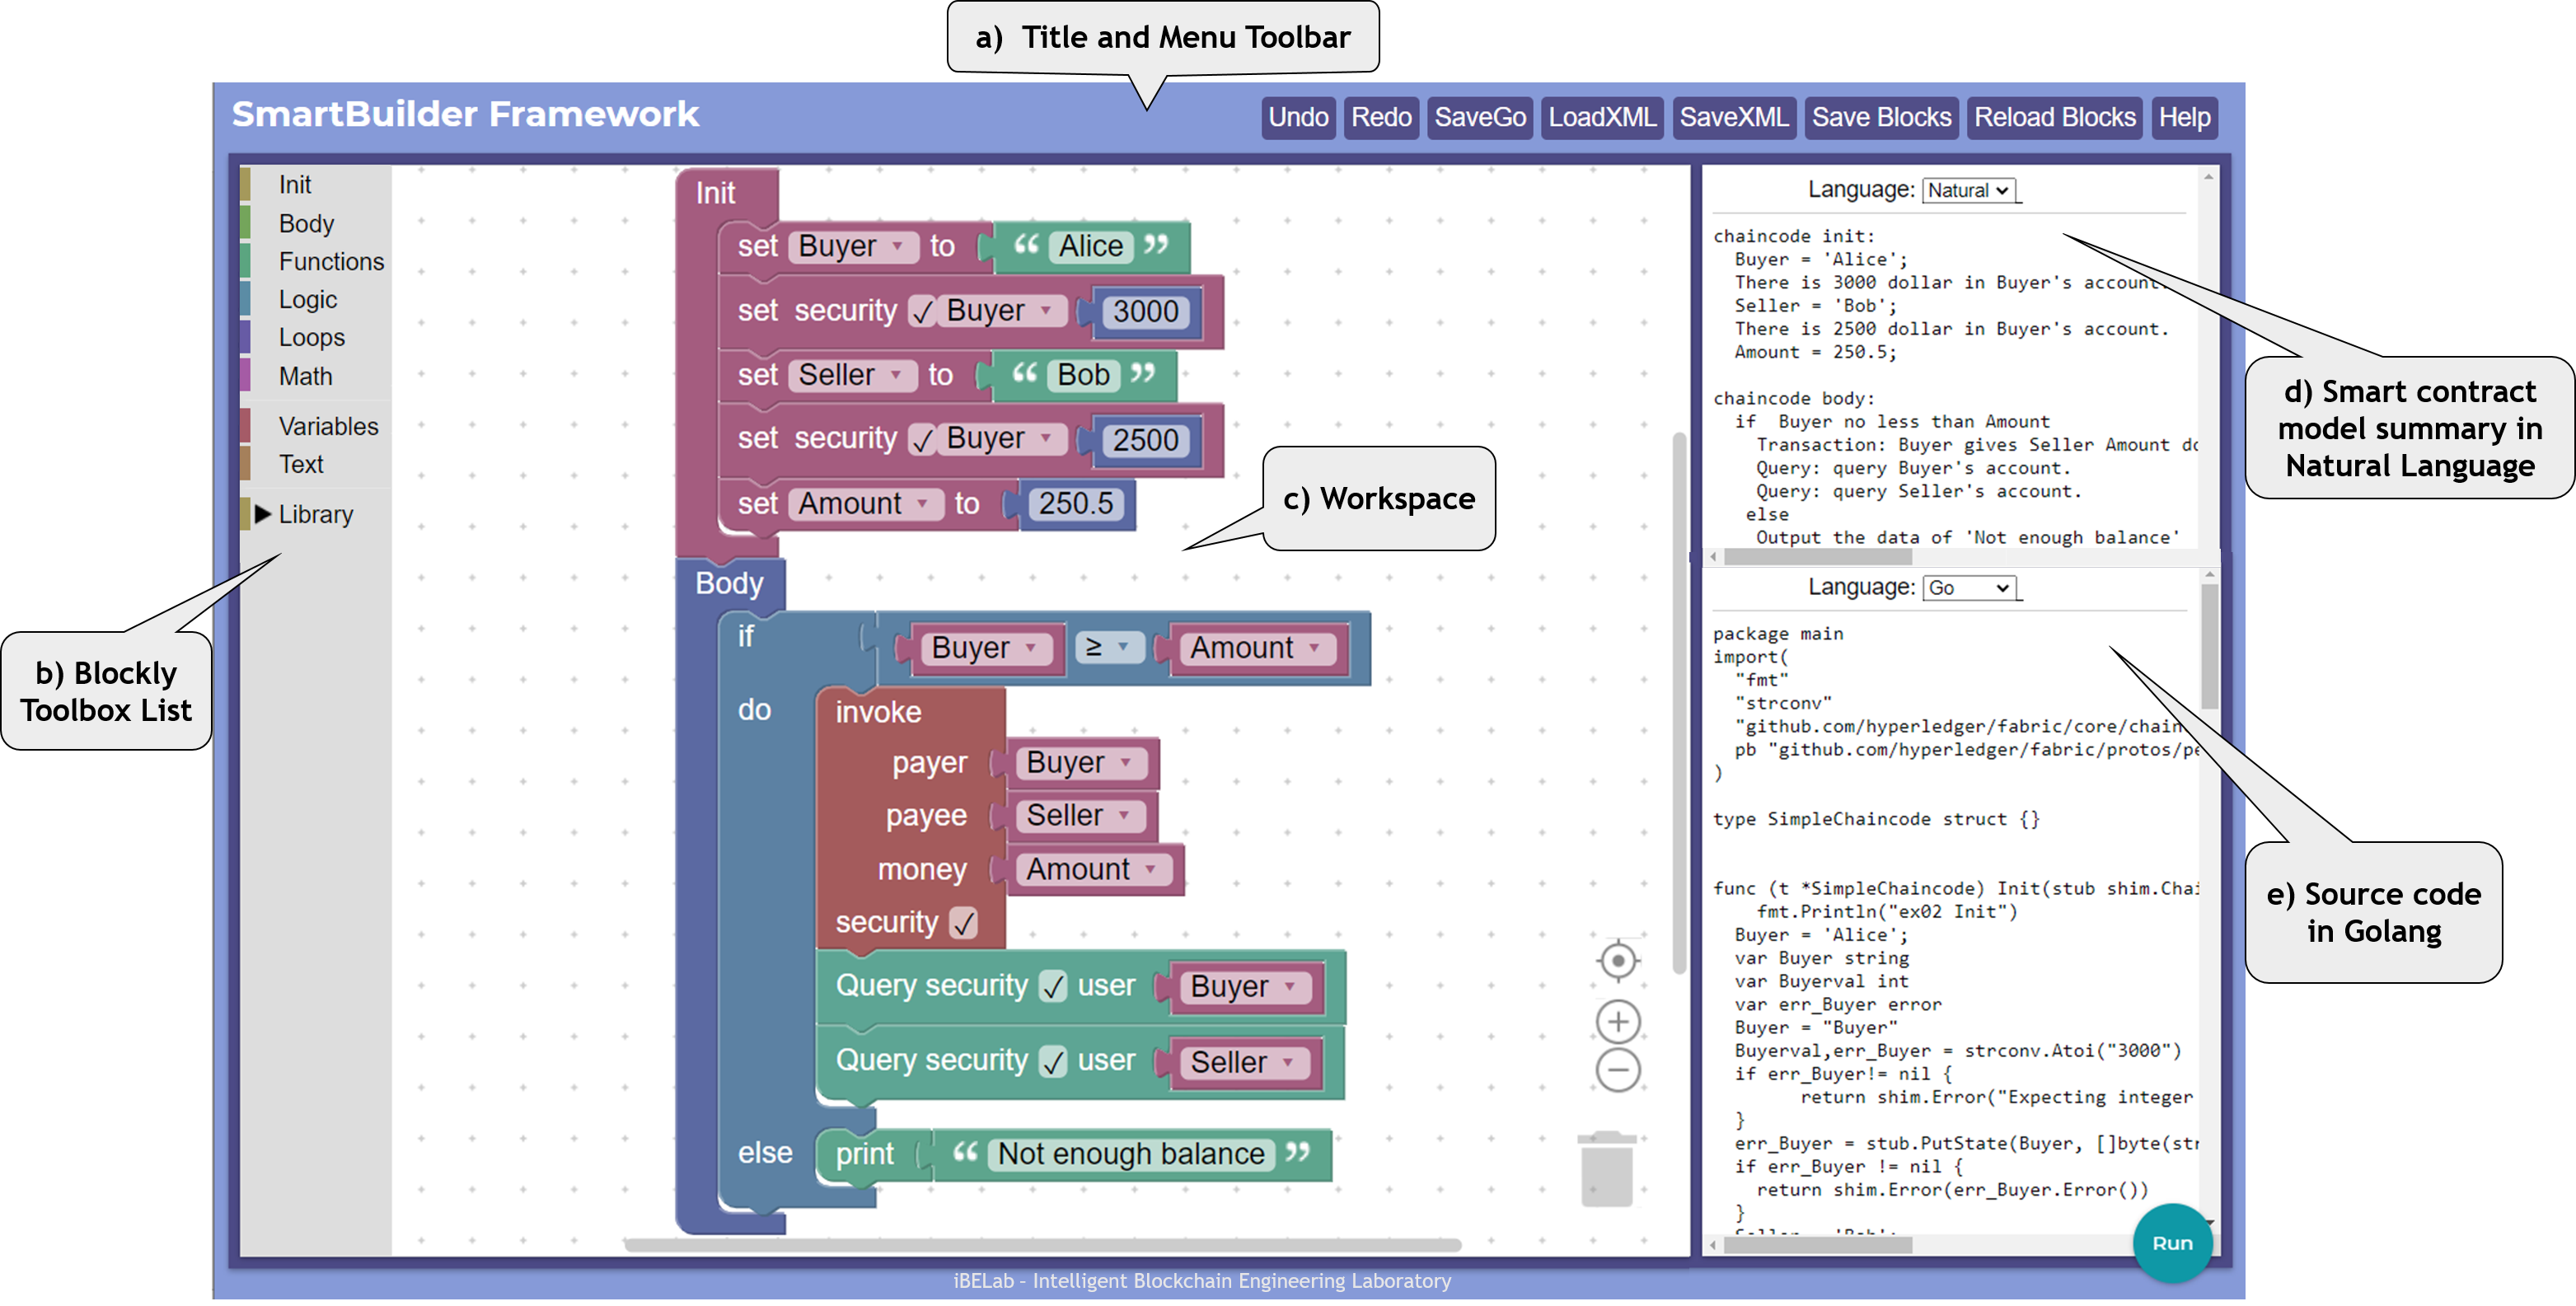 a) Title and Menu Toolbar
SmartBuilder Framework
Undo Redo SaveGo LoadXML SaveXML Save Blocks Reload Blocks Help
Init
Body
Functions
Logic
Loops
Math
Variables
Text
Library
b) Blockly
Toolbox List
Init
set Buyer to “ Alice ”
set security ✓ Buyer 3000
set Seller to “ Bob ”
set security ✓ Buyer 2500
set Amount to 250.5
c) Workspace
Body
if Buyer ≥ Amount
do invoke
payer Buyer
payee Seller
money Amount
security ✓
Query security ✓ user Buyer
Query security ✓ user Seller
else print “ Not enough balance ”
Language: Natural
chaincode init:
Buyer = 'Alice';
There is 3000 dollar in Buyer's account.
Seller = 'Bob';
There is 2500 dollar in Buyer's account.
Amount = 250.5;
chaincode body:
if Buyer no less than Amount
Transaction: Buyer gives Seller Amount do
Query: query Buyer's account.
Query: query Seller's account.
else
Output the data of 'Not enough balance'
d) Smart contract
model summary in
Natural Language
Language: Go
package main
import(
"fmt"
"strconv"
"github.com/hyperledger/fabric/core/chain
pb "github.com/hyperledger/fabric/protos/pe
)
type SimpleChaincode struct {}
func (t *SimpleChaincode) Init(stub shim.Chai
fmt.Println("ex02 Init")
Buyer = 'Alice';
var Buyer string
var Buyerval int
var err_Buyer error
Buyer = "Buyer"
Buyerval,err_Buyer = strconv.Atoi("3000")
if err_Buyer!= nil {
return shim.Error("Expecting integer
}
err_Buyer = stub.PutState(Buyer, []byte(str
if err_Buyer != nil {
return shim.Error(err_Buyer.Error())
}
e) Source code
in Golang
Run
iBELab - Intelligent Blockchain Engineering Laboratory